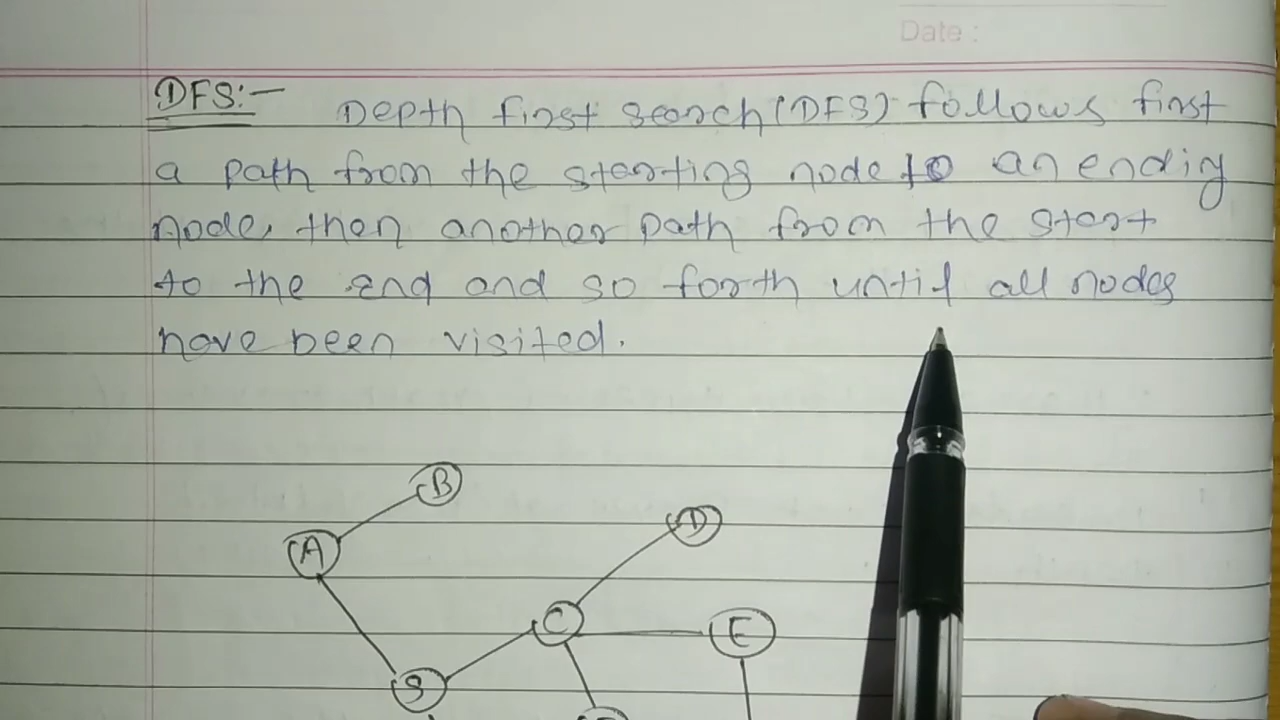 Date :
DFS:- Depth first search (DFS) follows first
a path from the starting node to an endig
node, then another path from the start
to the end and so forth until all nodes
have been visited.
B
D
A
C
E
S